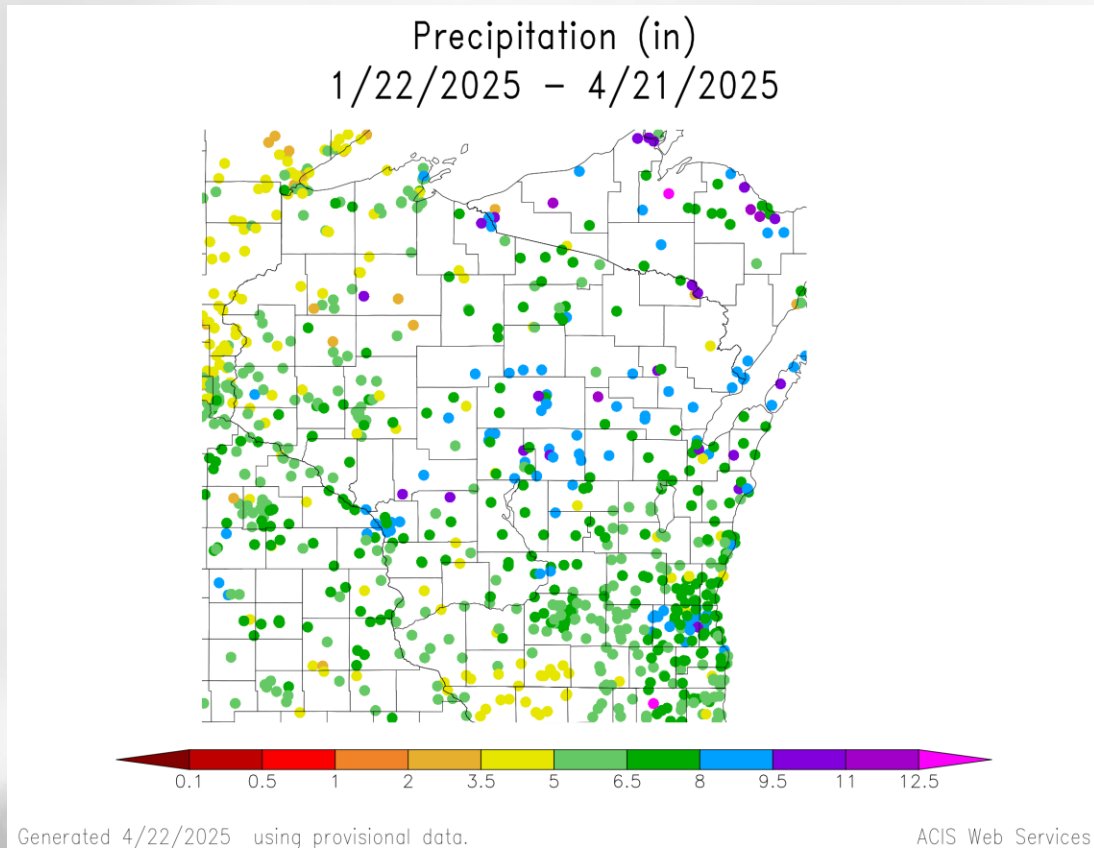 Precipitation (in)
1/22/2025 – 4/21/2025
0.1 0.5 1 2 3.5 5 6.5 8 9.5 11 12.5
Generated 4/22/2025 using provisional data.
ACIS Web Services